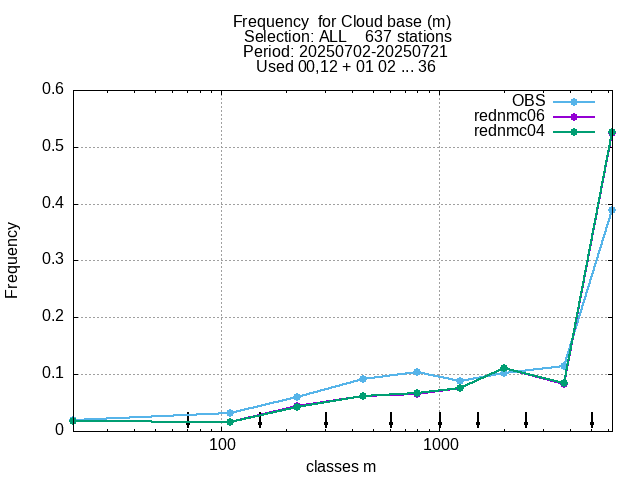 Frequency  for Cloud base (m)
Selection: ALL    637 stations
Period: 20250702-20250721
Used 00,12 + 01 02 ... 36
OBS
rednmc06
rednmc04
0.6
0.5
0.4
0.3
0.2
0.1
0
Frequency
100
1000
classes m